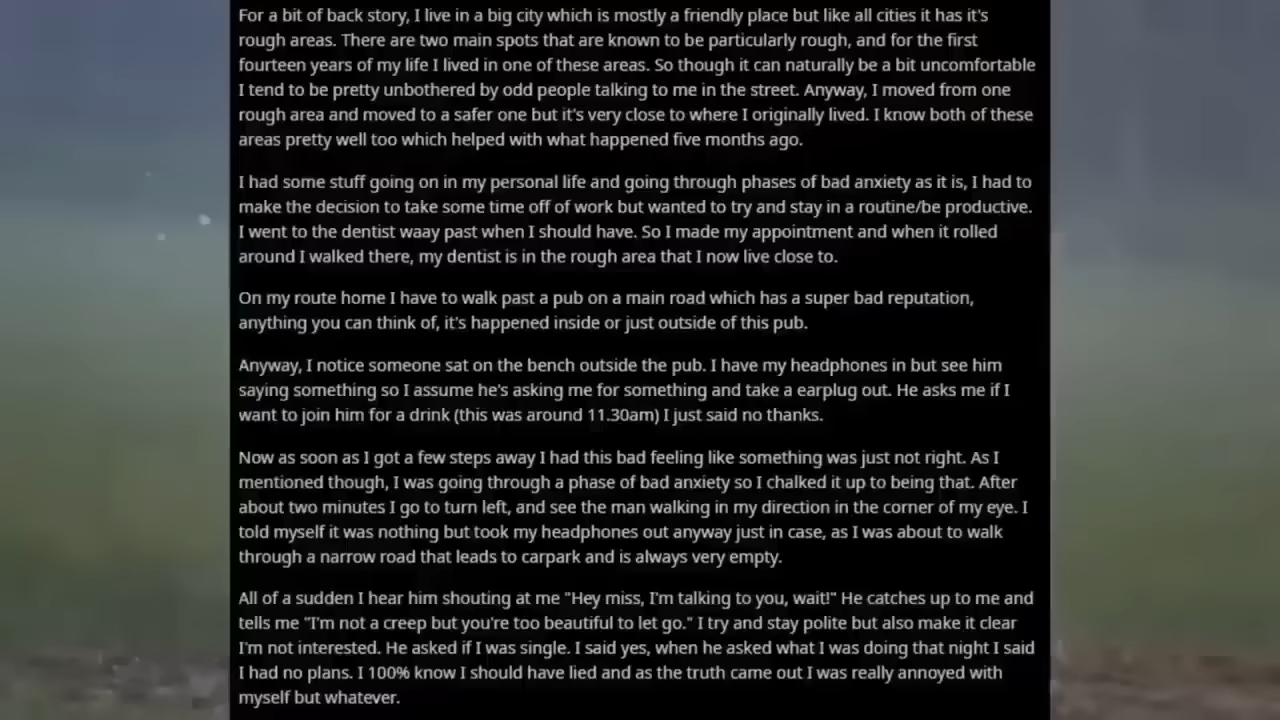 For a bit of back story, I live in a big city which is mostly a friendly place but like all cities it has it's
rough areas. There are two main spots that are known to be particularly rough, and for the first
fourteen years of my life I lived in one of these areas. So though it can naturally be a bit uncomfortable
I tend to be pretty unbothered by odd people talking to me in the street. Anyway, I moved from one
rough area and moved to a safer one but it's very close to where I originally lived. I know both of these
areas pretty well too which helped with what happened five months ago.
I had some stuff going on in my personal life and going through phases of bad anxiety as it is, I had to
make the decision to take some time off of work but wanted to try and stay in a routine/be productive.
I went to the dentist waay past when I should have. So I made my appointment and when it rolled
around I walked there, my dentist is in the rough area that I now live close to.
On my route home I have to walk past a pub on a main road which has a super bad reputation,
anything you can think of, it's happened inside or just outside of this pub.
Anyway, I notice someone sat on the bench outside the pub. I have my headphones in but see him
saying something so I assume he's asking me for something and take a earplug out. He asks me if I
want to join him for a drink (this was around 11.30am) I just said no thanks.
Now as soon as I got a few steps away I had this bad feeling like something was just not right. As I
mentioned though, I was going through a phase of bad anxiety so I chalked it up to being that. After
about two minutes I go to turn left, and see the man walking in my direction in the corner of my eye. I
told myself it was nothing but took my headphones out anyway just in case, as I was about to walk
through a narrow road that leads to carpark and is always very empty.
All of a sudden I hear him shouting at me "Hey miss, I'm talking to you, wait!" He catches up to me and
tells me "I'm not a creep but you're too beautiful to let go." I try and stay polite but also make it clear
I'm not interested. He asked if I was single. I said yes, when he asked what I was doing that night I said
I had no plans. I 100% know I should have lied and as the truth came out I was really annoyed with
myself but whatever.